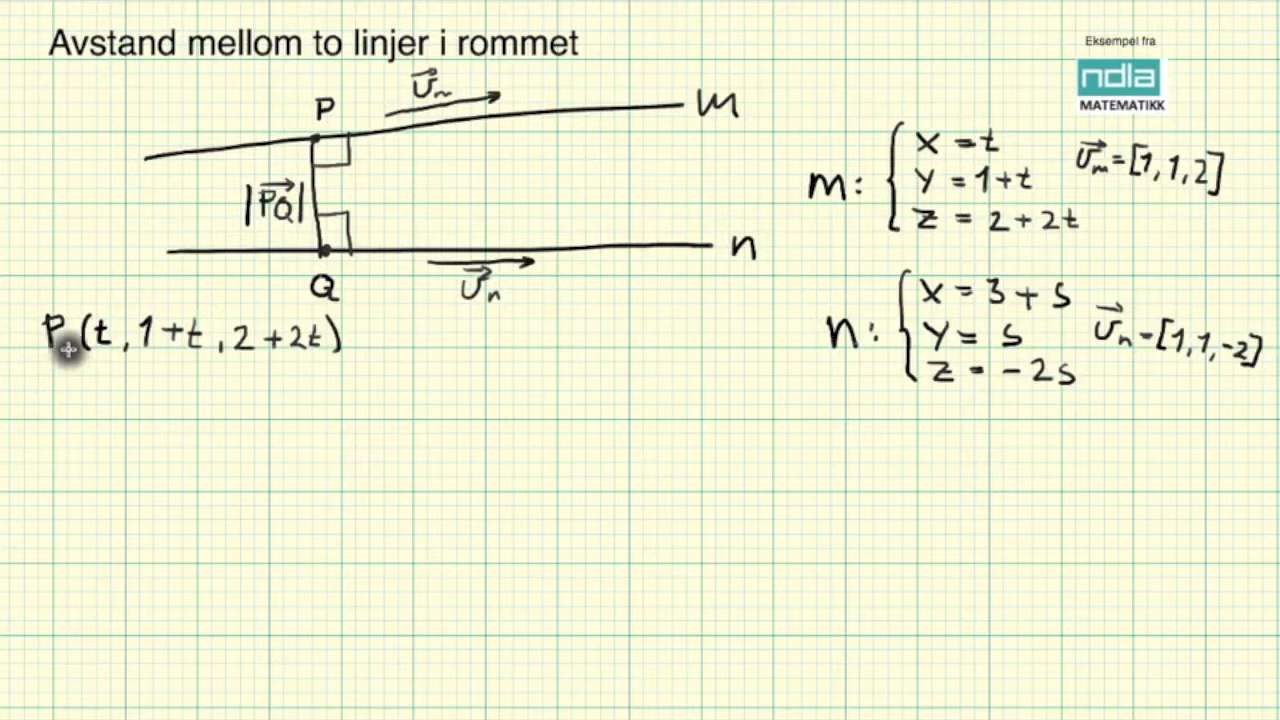 Avstand mellom to linjer i rommet
Eksempel fra
ndla
MATEMATIKK
P
v⃗m
m
|P⃗Q⃗|
n
Q
v⃗n
m: { x = t
y = 1+t
z = 2 + 2t
v⃗m = [1, 1, 2]
n: { x = 3 + s
y = s
z = -2s
v⃗n = [1, 1, -2]
P (t, 1+t, 2+2t)